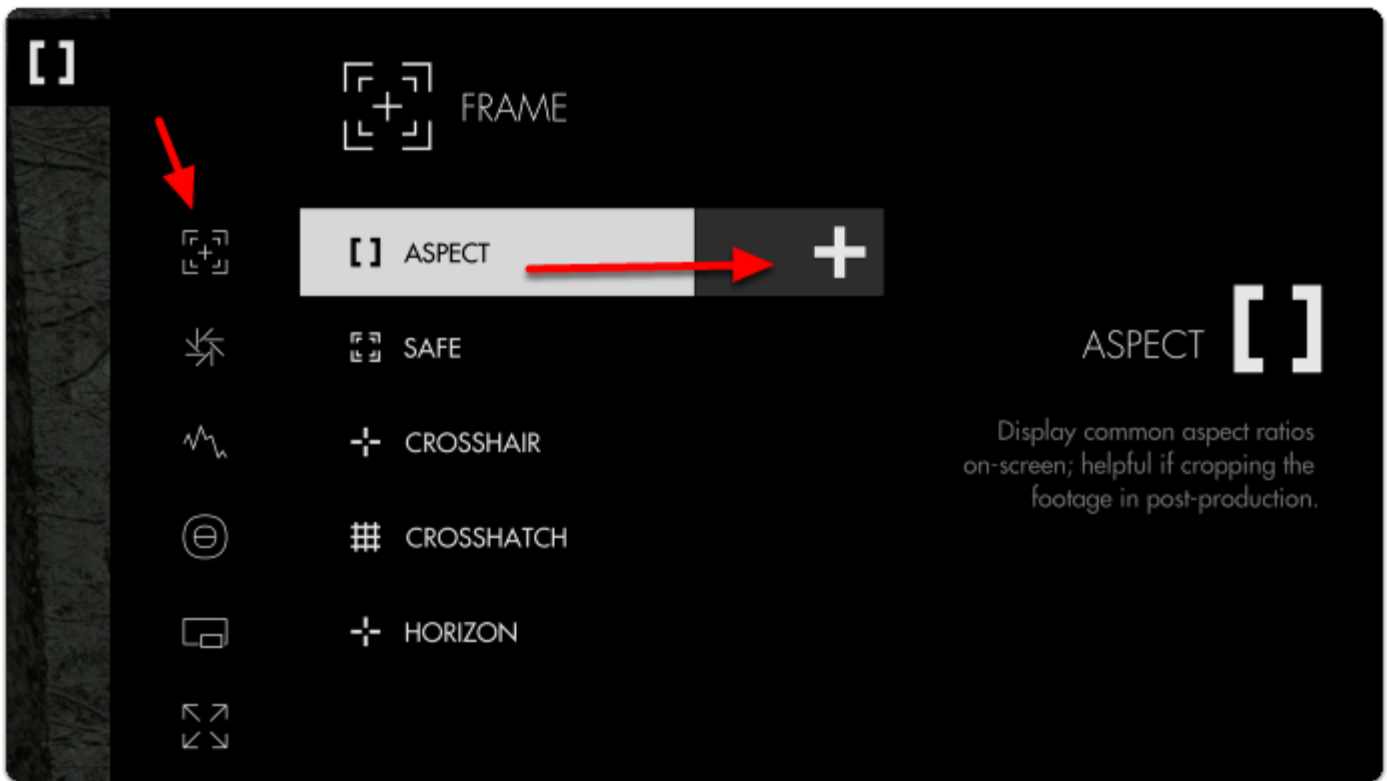 FRAME
ASPECT
SAFE
CROSSHAIR
CROSSHATCH
HORIZON
ASPECT
Display common aspect ratios
on-screen; helpful if cropping the
footage in post-production.